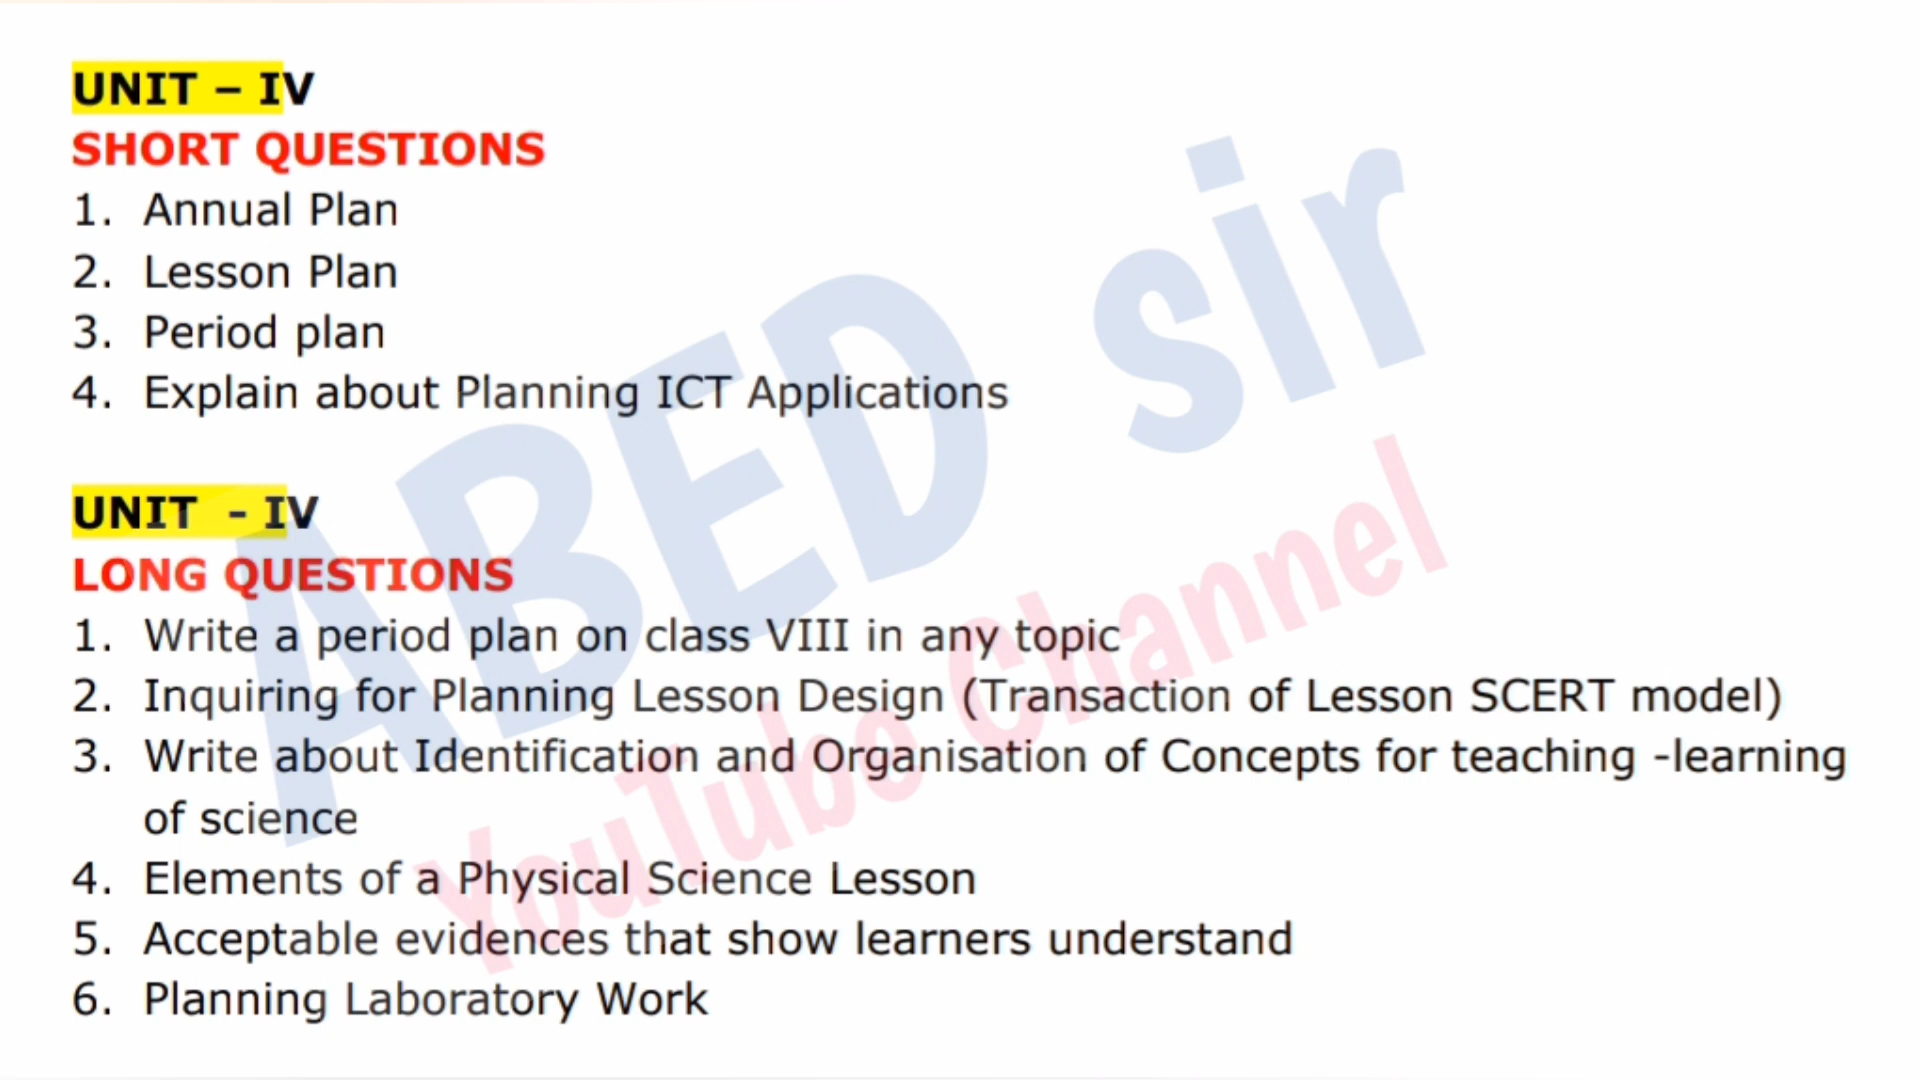 UNIT – IV
SHORT QUESTIONS
1. Annual Plan
2. Lesson Plan
3. Period plan
4. Explain about Planning ICT Applications
UNIT - IV
LONG QUESTIONS
1. Write a period plan on class VIII in any topic
2. Inquiring for Planning Lesson Design (Transaction of Lesson SCERT model)
3. Write about Identification and Organisation of Concepts for teaching -learning
of science
4. Elements of a Physical Science Lesson
5. Acceptable evidences that show learners understand
6. Planning Laboratory Work
ABED sir
YouTube Channel